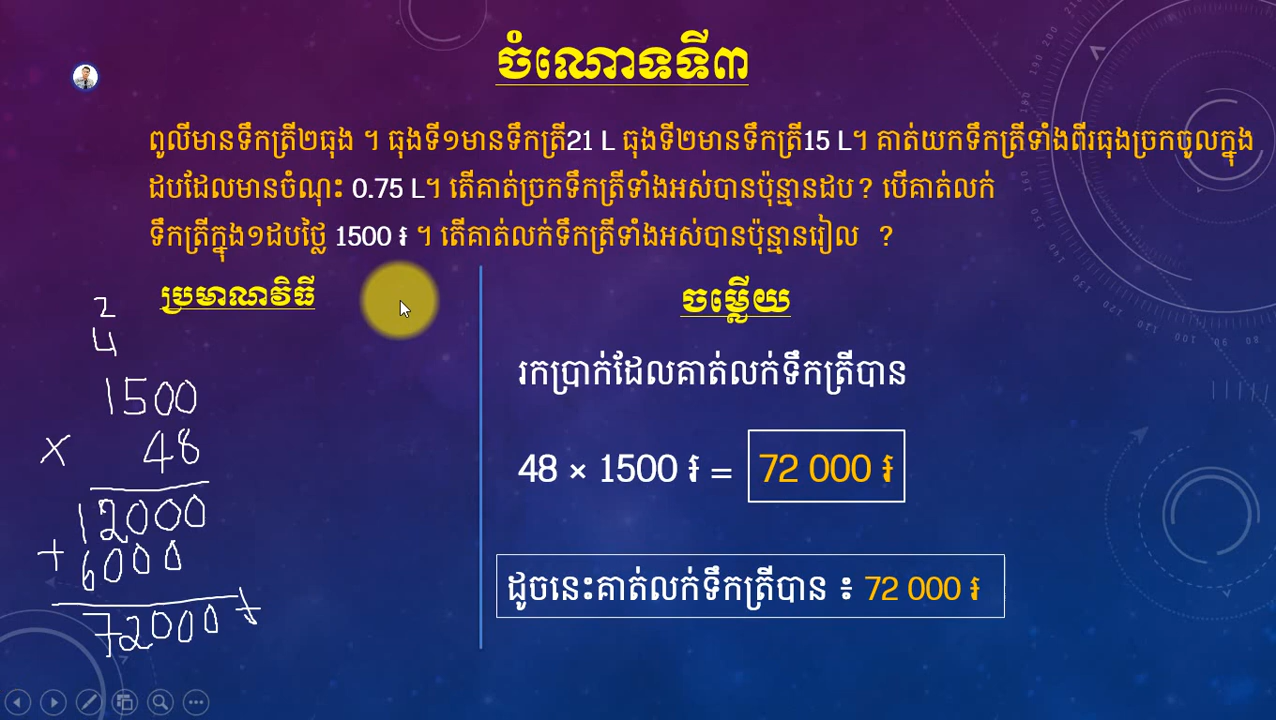 ចំណោទទី៣
ពូលីមានទឹកត្រី២ធុង ។ ធុងទី១មានទឹកត្រី21 L ធុងទី២មានទឹកត្រី15 L។ គាត់យកទឹកត្រីទាំងពីរធុងច្រកចូលក្នុង
ដបដែលមានចំណុះ 0.75 L។ តើគាត់ច្រកទឹកត្រីទាំងអស់បានប៉ុន្មានដប? បើគាត់លក់
ទឹកត្រីក្នុង១ដបថ្លៃ 1500 ៛ ។ តើគាត់លក់ទឹកត្រីទាំងអស់បានប៉ុន្មានរៀល ?
ប្រមាណវិធី
2
4
1500
× 48
12000
+ 6000
72000 ៛
ចម្លើយ
រកប្រាក់ដែលគាត់លក់ទឹកត្រីបាន
48 × 1500 ៛ = 72 000 ៛
ដូចនេះគាត់លក់ទឹកត្រីបាន ៖ 72 000 ៛